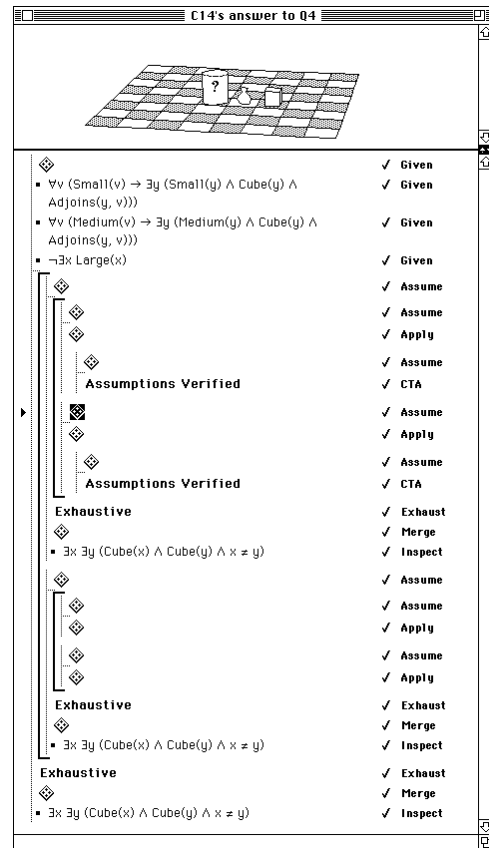 C14's answer to Q4
?
✓ Given
▪ ∀v (Small(v) → ∃y (Small(y) ∧ Cube(y) ∧ ✓ Given
Adjoins(y, v)))
▪ ∀v (Medium(v) → ∃y (Medium(y) ∧ Cube(y) ∧ ✓ Given
Adjoins(y, v)))
▪ ¬∃x Large(x) ✓ Given
✓ Assume
✓ Assume
✓ Apply
✓ Assume
Assumptions Verified ✓ CTA
✓ Assume
✓ Apply
✓ Assume
Assumptions Verified ✓ CTA
Exhaustive ✓ Exhaust
✓ Merge
▪ ∃x ∃y (Cube(x) ∧ Cube(y) ∧ x ≠ y) ✓ Inspect
✓ Assume
✓ Assume
✓ Apply
✓ Assume
✓ Apply
Exhaustive ✓ Exhaust
✓ Merge
▪ ∃x ∃y (Cube(x) ∧ Cube(y) ∧ x ≠ y) ✓ Inspect
Exhaustive ✓ Exhaust
✓ Merge
▪ ∃x ∃y (Cube(x) ∧ Cube(y) ∧ x ≠ y) ✓ Inspect